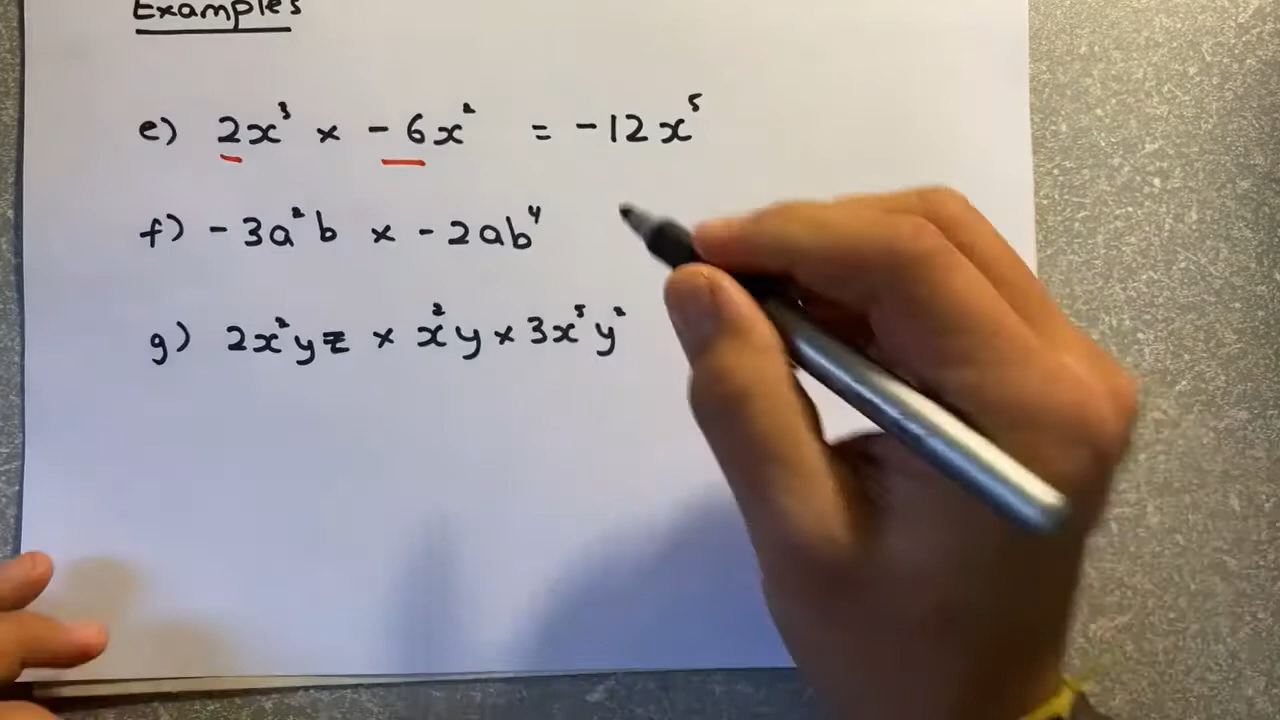 Examples
e) 2x³ × -6x² = -12x⁵
f) -3a²b × -2ab⁴
g) 2x²yz × x²y × 3x⁵y²